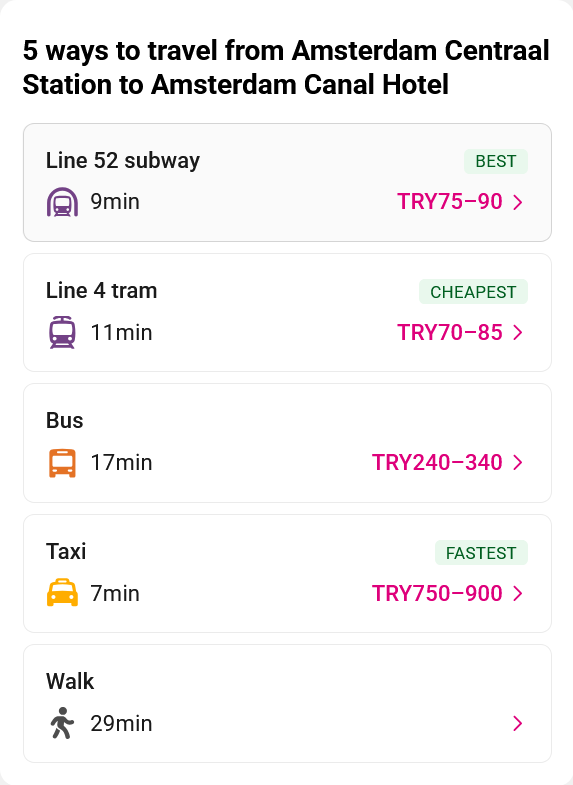 5 ways to travel from Amsterdam Centraal
Station to Amsterdam Canal Hotel
Line 52 subway
BEST
9min
TRY75–90
Line 4 tram
CHEAPEST
11min
TRY70–85
Bus
17min
TRY240–340
Taxi
FASTEST
7min
TRY750–900
Walk
29min